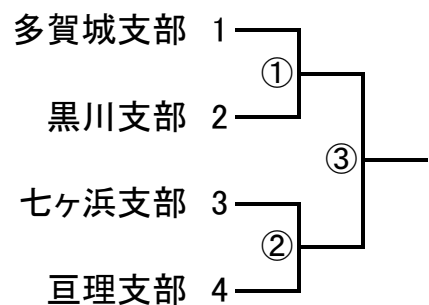 多賀城支部 1
①
黒川支部 2
③
七ヶ浜支部 3
②
亘理支部 4